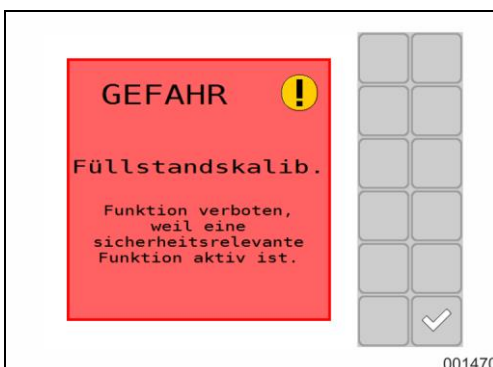 GEFAHR
!
Füllstandskalib.
Funktion verboten,
weil eine
sicherheitsrelevante
Funktion aktiv ist.
001470